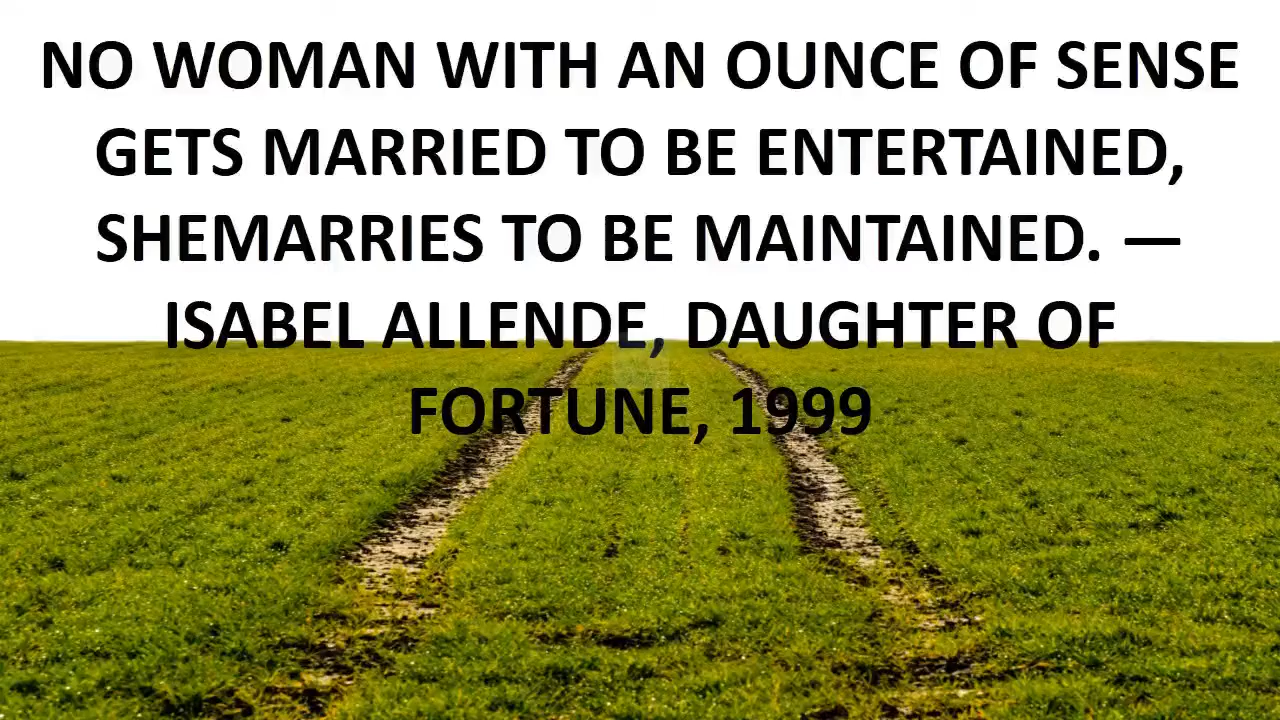 NO WOMAN WITH AN OUNCE OF SENSE
GETS MARRIED TO BE ENTERTAINED,
SHEMARRIES TO BE MAINTAINED. —
ISABEL ALLENDE, DAUGHTER OF
FORTUNE, 1999